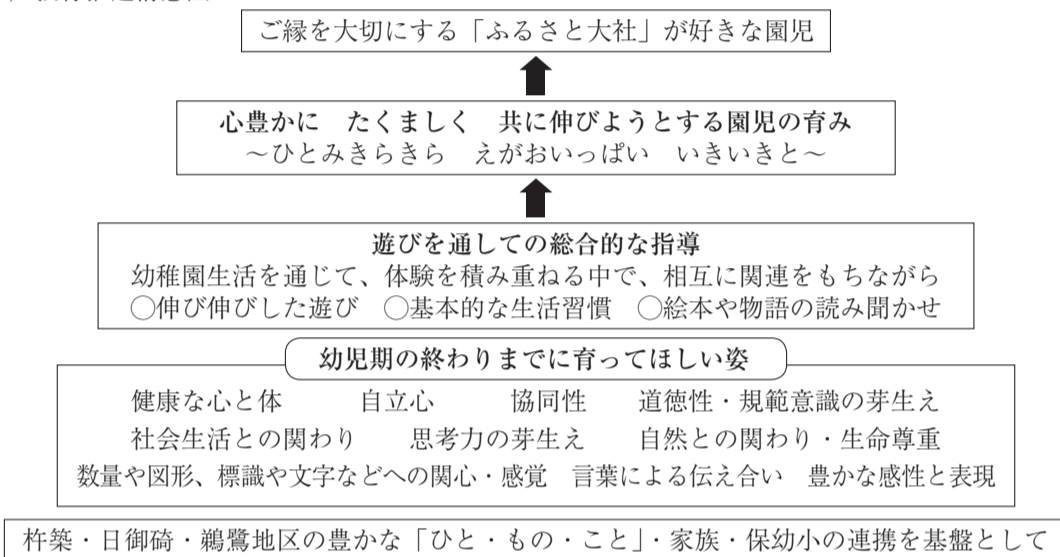 ご縁を大切にする「ふるさと大社」が好きな園児
心豊かに　たくましく　共に伸びようとする園児の育み
～ひとみきらきら　えがおいっぱい　いきいきと～
遊びを通しての総合的な指導
幼稚園生活を通じて、体験を積み重ねる中で、相互に関連をもちながら
○伸び伸びした遊び　○基本的な生活習慣　○絵本や物語の読み聞かせ
幼児期の終わりまでに育ってほしい姿
健康な心と体　自立心　協同性　道徳性・規範意識の芽生え
社会生活との関わり　思考力の芽生え　自然との関わり・生命尊重
数量や図形、標識や文字などへの関心・感覚　言葉による伝え合い　豊かな感性と表現
杵築・日御碕・鵜鷺地区の豊かな「ひと・もの・こと」・家族・保幼小の連携を基盤として